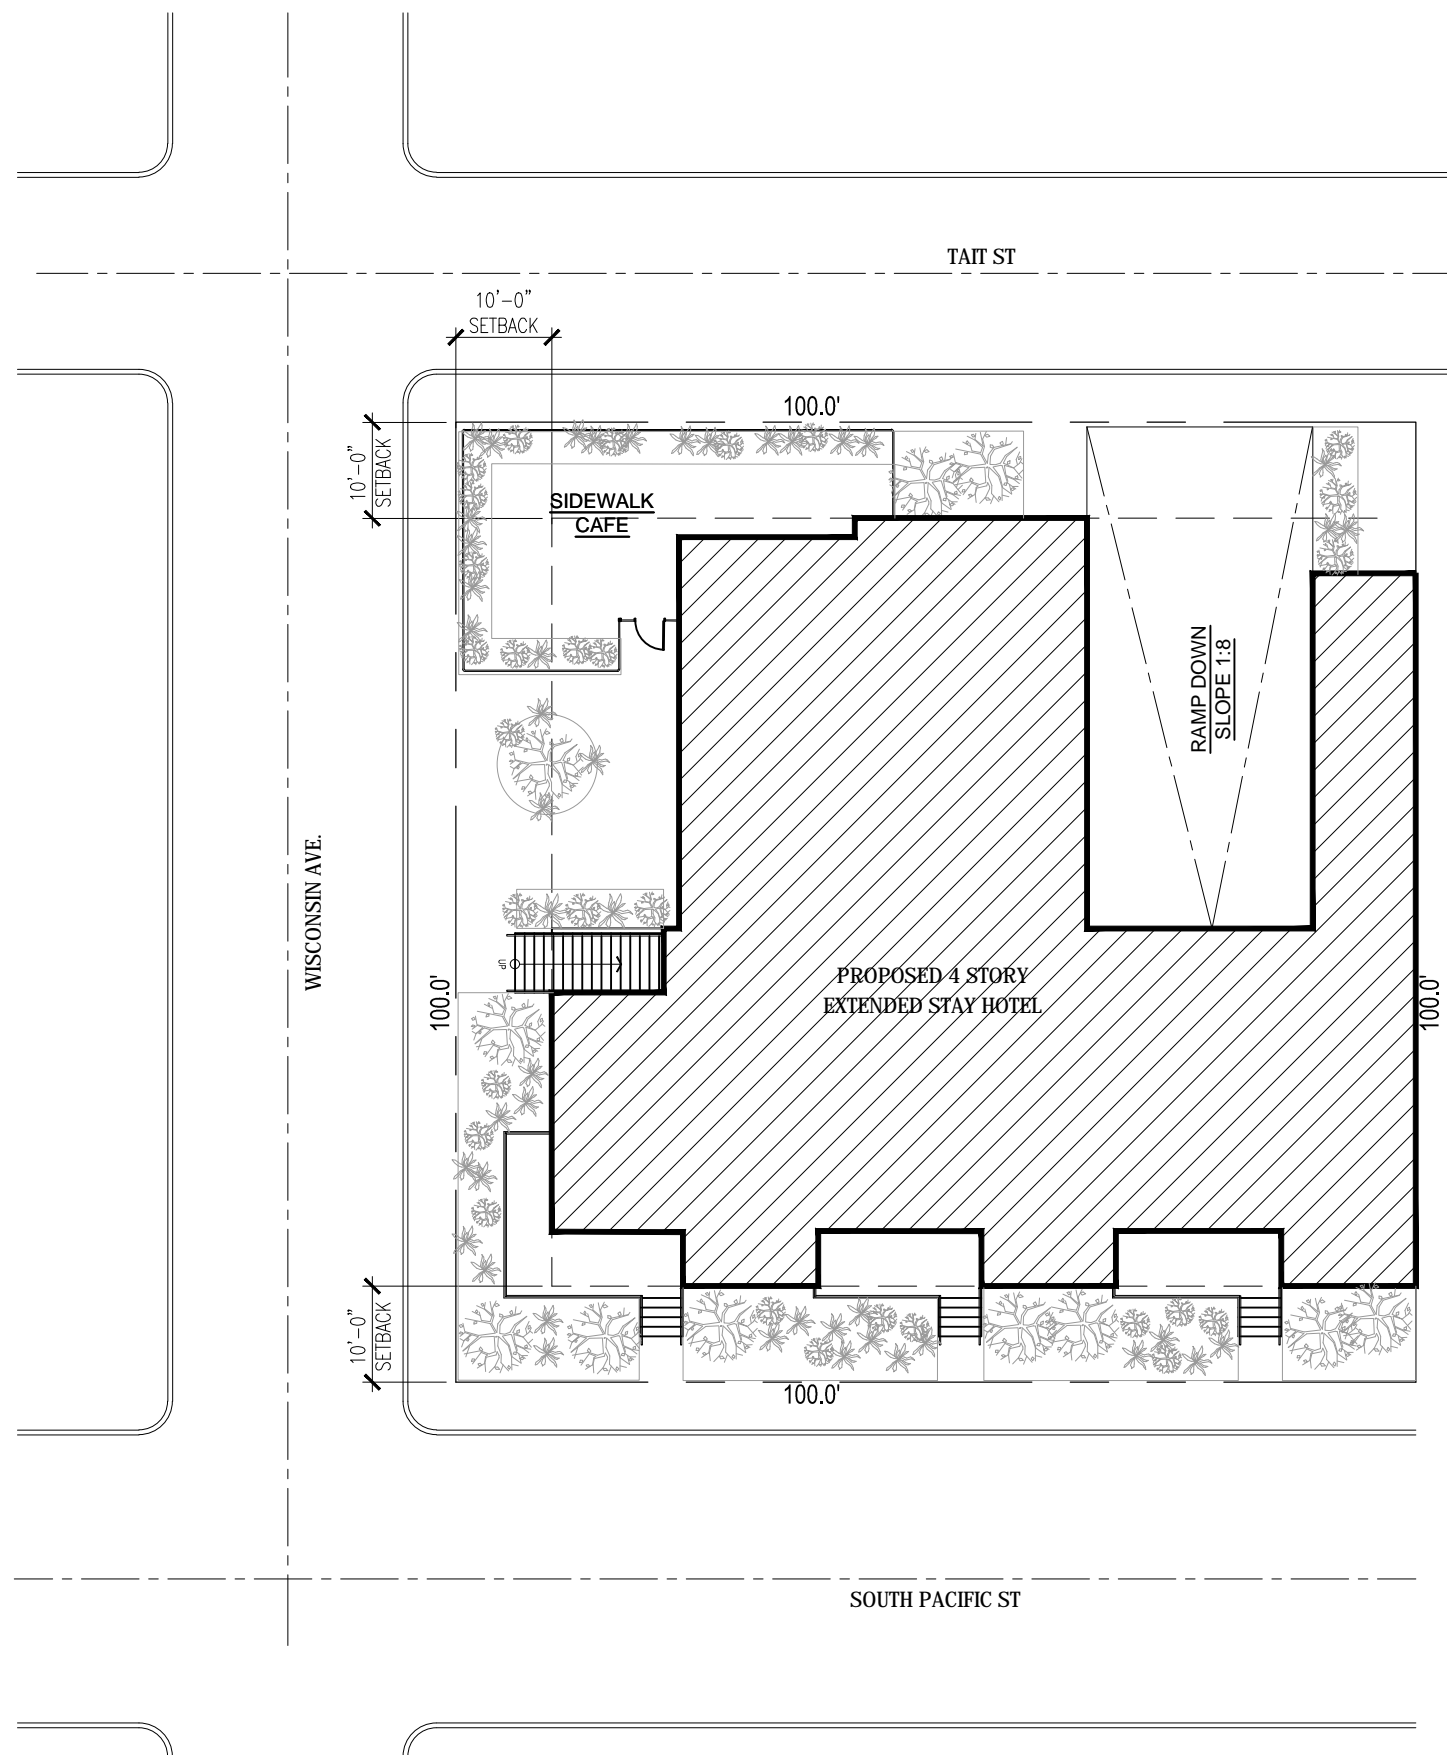 TAIT ST
10'-0"
SETBACK
100.0'
10'-0"
SETBACK
SIDEWALK
CAFE
RAMP DOWN
SLOPE 1:8
WISCONSIN AVE.
UP
PROPOSED 4 STORY
EXTENDED STAY HOTEL
100.0'
100.0'
10'-0"
SETBACK
100.0'
SOUTH PACIFIC ST